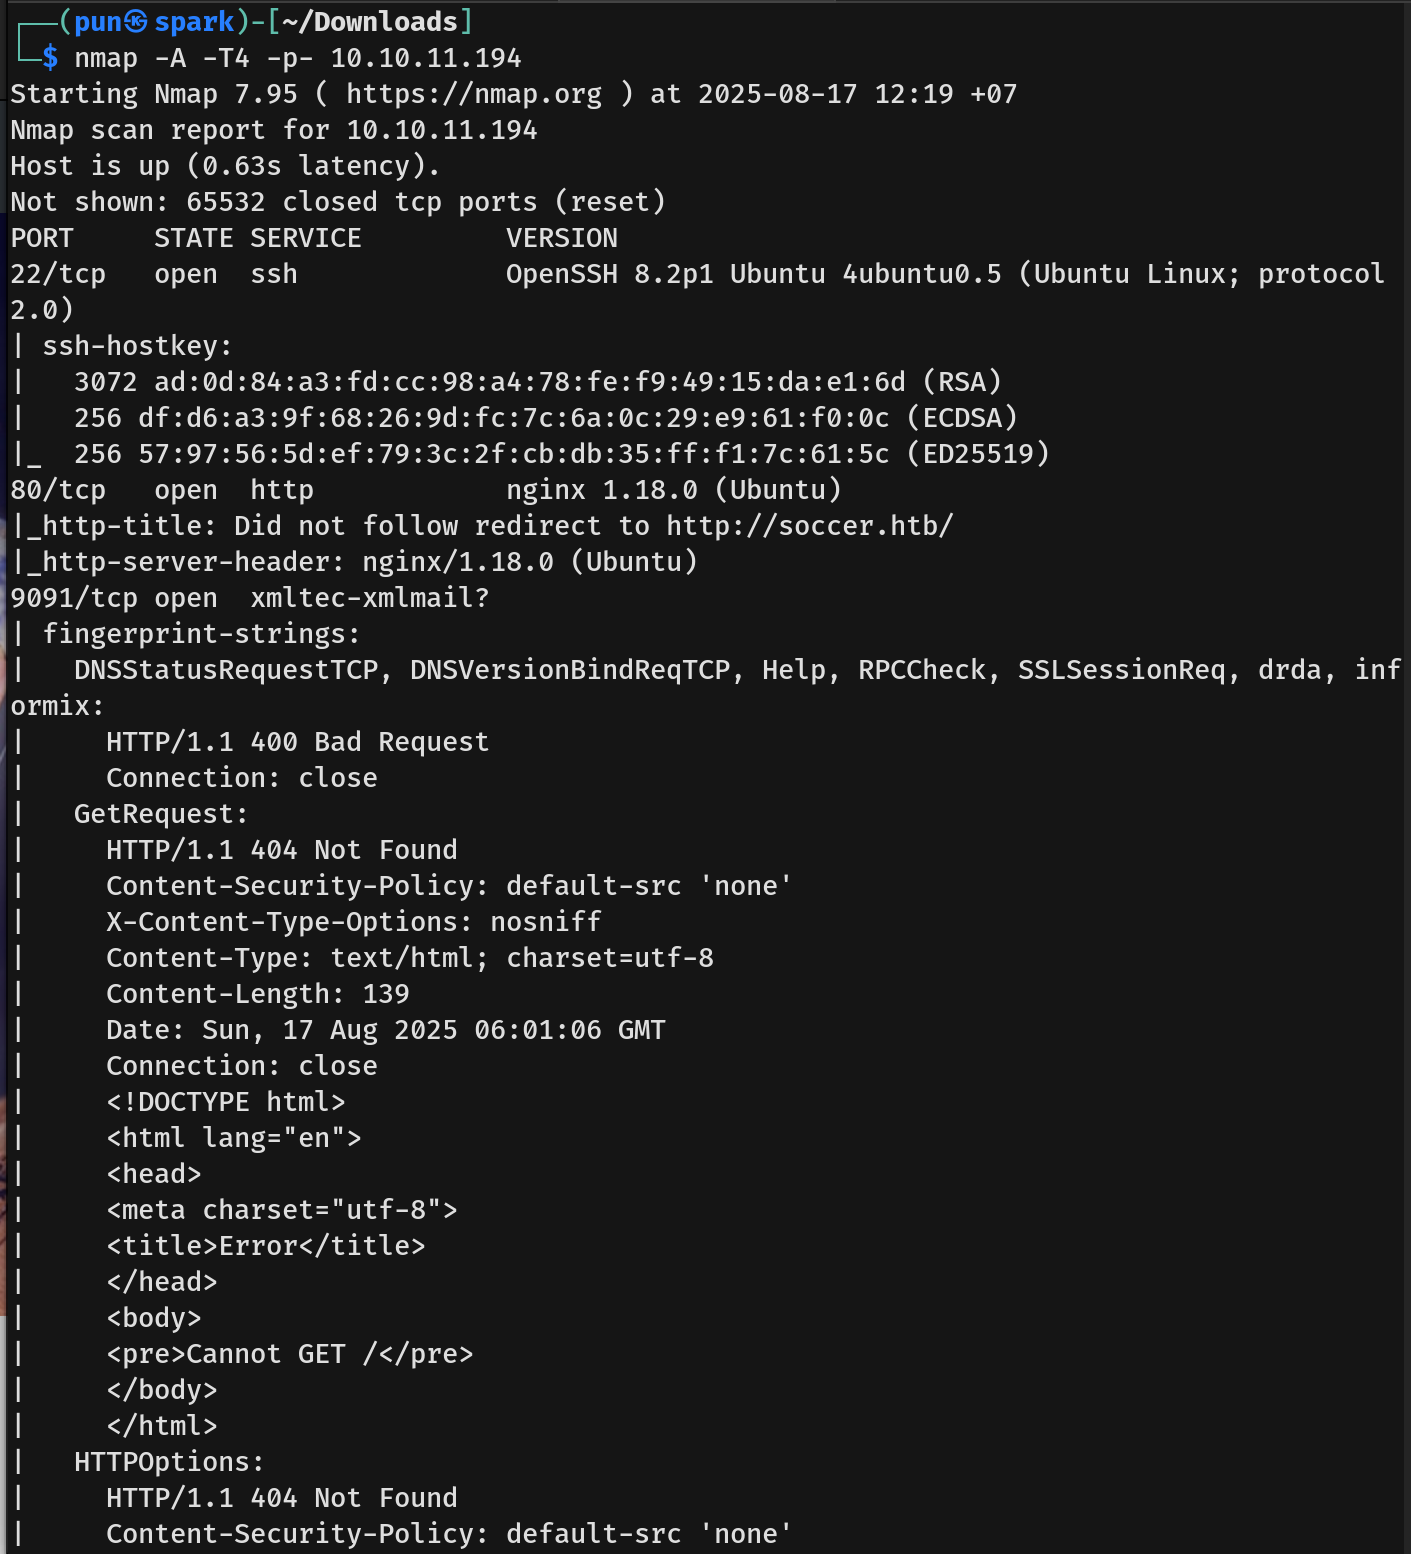 ┌──(pun㉿spark)-[~/Downloads]
└─$ nmap -A -T4 -p- 10.10.11.194
Starting Nmap 7.95 ( https://nmap.org ) at 2025-08-17 12:19 +07
Nmap scan report for 10.10.11.194
Host is up (0.63s latency).
Not shown: 65532 closed tcp ports (reset)
PORT     STATE SERVICE         VERSION
22/tcp   open  ssh             OpenSSH 8.2p1 Ubuntu 4ubuntu0.5 (Ubuntu Linux; protocol
2.0)
| ssh-hostkey:
|   3072 ad:0d:84:a3:fd:cc:98:a4:78:fe:f9:49:15:da:e1:6d (RSA)
|   256 df:d6:a3:9f:68:26:9d:fc:7c:6a:0c:29:e9:61:f0:0c (ECDSA)
|_  256 57:97:56:5d:ef:79:3c:2f:cb:db:35:ff:f1:7c:61:5c (ED25519)
80/tcp   open  http            nginx 1.18.0 (Ubuntu)
|_http-title: Did not follow redirect to http://soccer.htb/
|_http-server-header: nginx/1.18.0 (Ubuntu)
9091/tcp open  xmltec-xmlmail?
| fingerprint-strings:
|   DNSStatusRequestTCP, DNSVersionBindReqTCP, Help, RPCCheck, SSLSessionReq, drda, inf
ormix:
|     HTTP/1.1 400 Bad Request
|     Connection: close
|   GetRequest:
|     HTTP/1.1 404 Not Found
|     Content-Security-Policy: default-src 'none'
|     X-Content-Type-Options: nosniff
|     Content-Type: text/html; charset=utf-8
|     Content-Length: 139
|     Date: Sun, 17 Aug 2025 06:01:06 GMT
|     Connection: close
|     <!DOCTYPE html>
|     <html lang="en">
|     <head>
|     <meta charset="utf-8">
|     <title>Error</title>
|     </head>
|     <body>
|     <pre>Cannot GET /</pre>
|     </body>
|     </html>
|   HTTPOptions:
|     HTTP/1.1 404 Not Found
|     Content-Security-Policy: default-src 'none'